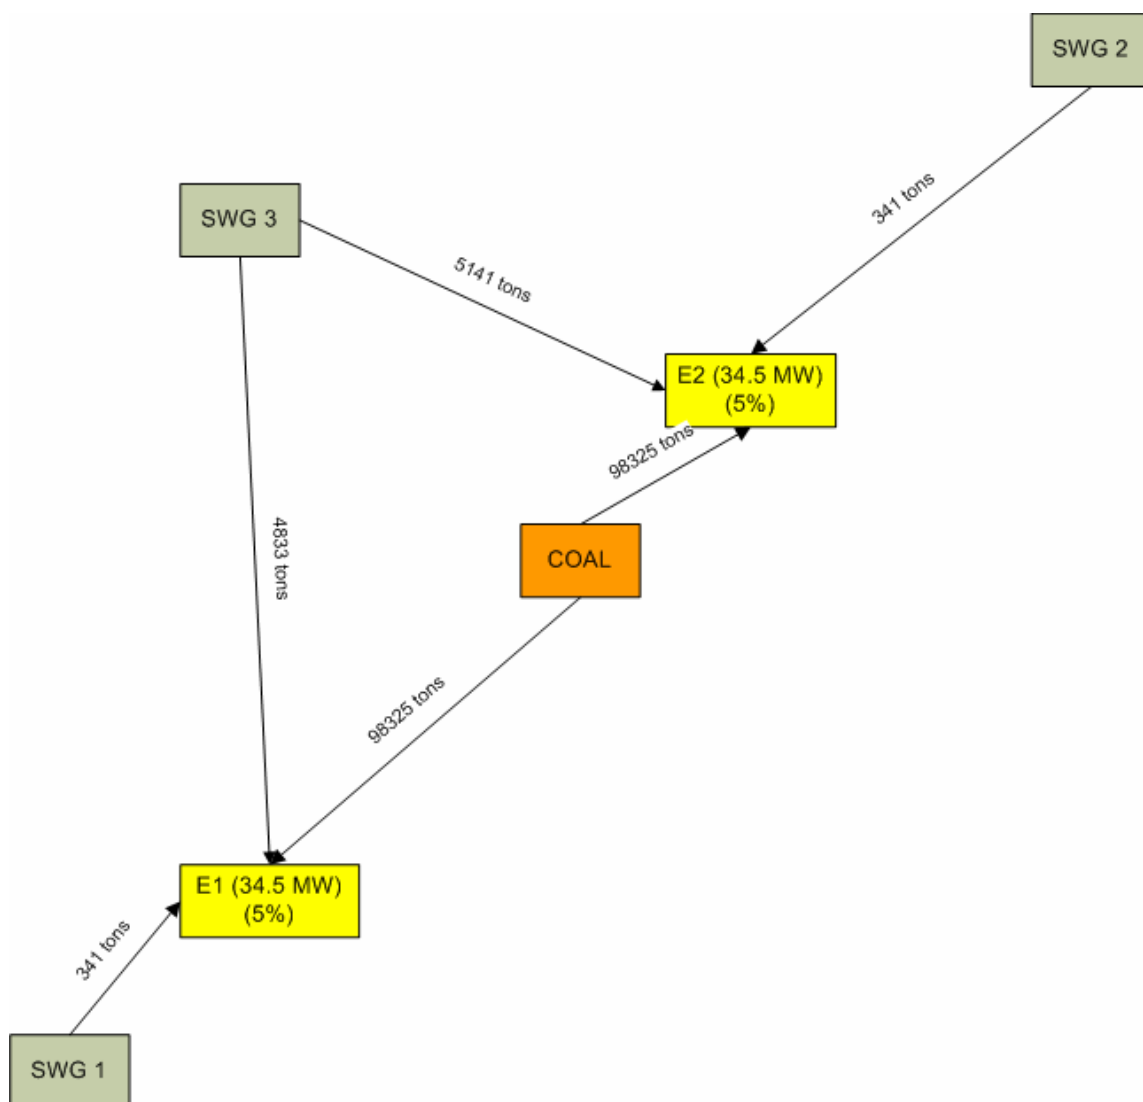 SWG 2
341 tons
SWG 3
5141 tons
E2 (34.5 MW)
(5%)
98325 tons
4833 tons
COAL
98325 tons
E1 (34.5 MW)
(5%)
341 tons
SWG 1